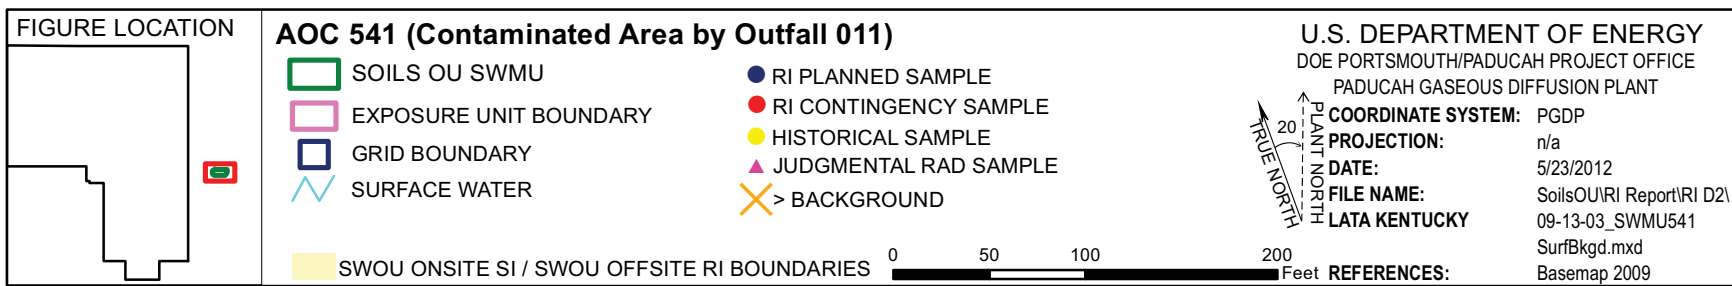 FIGURE LOCATION
AOC 541 (Contaminated Area by Outfall 011)
SOILS OU SWMU
EXPOSURE UNIT BOUNDARY
GRID BOUNDARY
SURFACE WATER
RI PLANNED SAMPLE
RI CONTINGENCY SAMPLE
HISTORICAL SAMPLE
JUDGMENTAL RAD SAMPLE
> BACKGROUND
SWOU ONSITE SI / SWOU OFFSITE RI BOUNDARIES
0 50 100 200
Feet
U.S. DEPARTMENT OF ENERGY
DOE PORTSMOUTH/PADUCAH PROJECT OFFICE
PADUCAH GASEOUS DIFFUSION PLANT
TRUE NORTH
20
PLANT NORTH
COORDINATE SYSTEM: PGDP
PROJECTION: n/a
DATE: 5/23/2012
FILE NAME: SoilsOU\RI Report\RI D2\
LATA KENTUCKY 09-13-03_SWMU541
SurfBkgd.mxd
REFERENCES: Basemap 2009